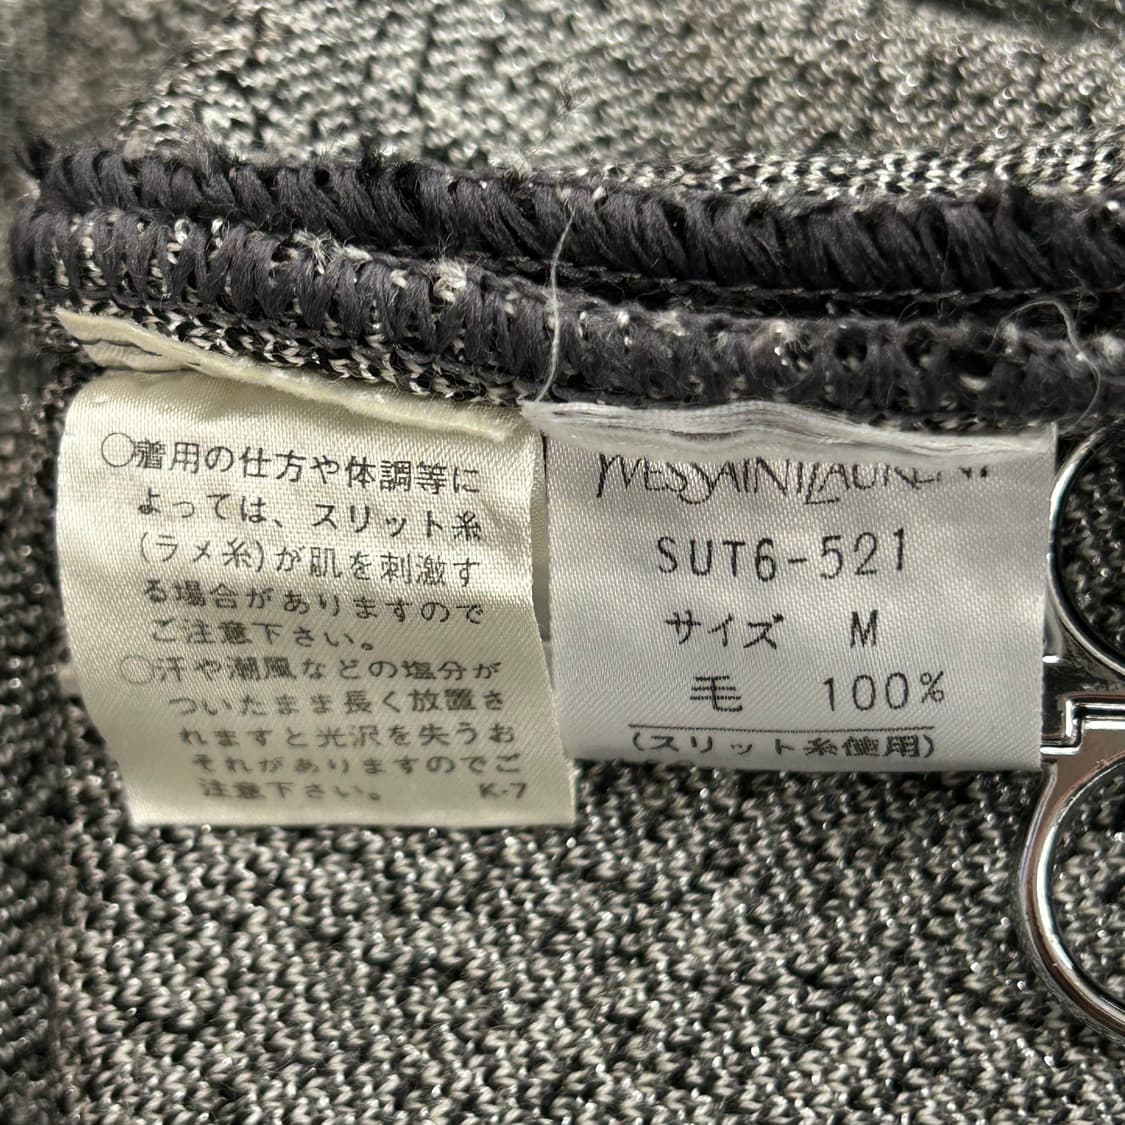 ○着用の仕方や体調等に
よっては、スリット糸
(ラメ糸)が肌を刺激す
る場合がありますので
ご注意下さい。
○汗や潮風などの塩分が
ついたまま長く放置さ
れますと光沢を失うお
それがありますのでご
注意下さい。 K-7
YVESSAINTLAURENT
SUT6-521
サイズ M
毛 100%
(スリット糸使用)